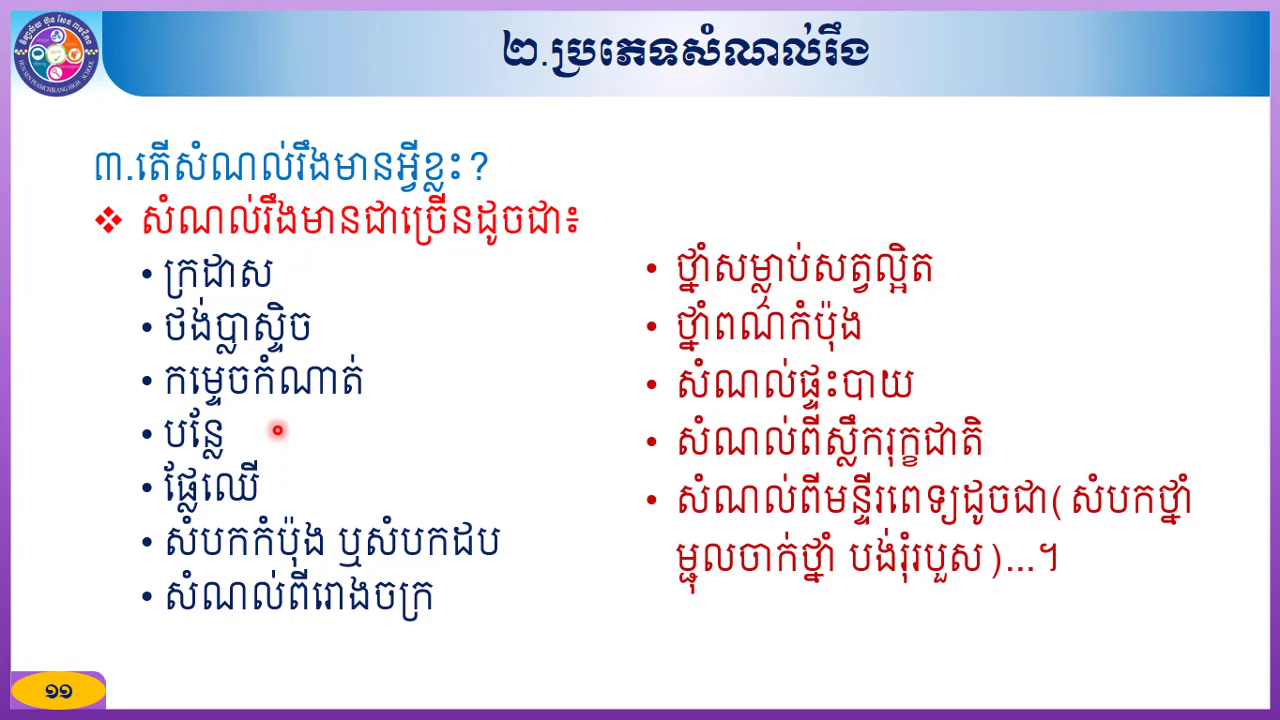 ២.ប្រភេទសំណល់រឹង
៣.តើសំណល់រឹងមានអ្វីខ្លះ?
❖ សំណល់រឹងមានជាច្រើនដូចជា៖
• ក្រដាស
• ថង់ប្លាស្ទិច
• កម្ទេចកំណាត់
• បន្លែ
• ផ្លែឈើ
• សំបកកំប៉ុង ឬសំបកដប
• សំណល់ពីរោងចក្រ
• ថ្នាំសម្លាប់សត្វល្អិត
• ថ្នាំពណ៌កំប៉ុង
• សំណល់ផ្ទះបាយ
• សំណល់ពីស្លឹករុក្ខជាតិ
• សំណល់ពីមន្ទីរពេទ្យដូចជា( សំបកថ្នាំ
ម្ជុលចាក់ថ្នាំ បង់រុំរបួស )...។
១១